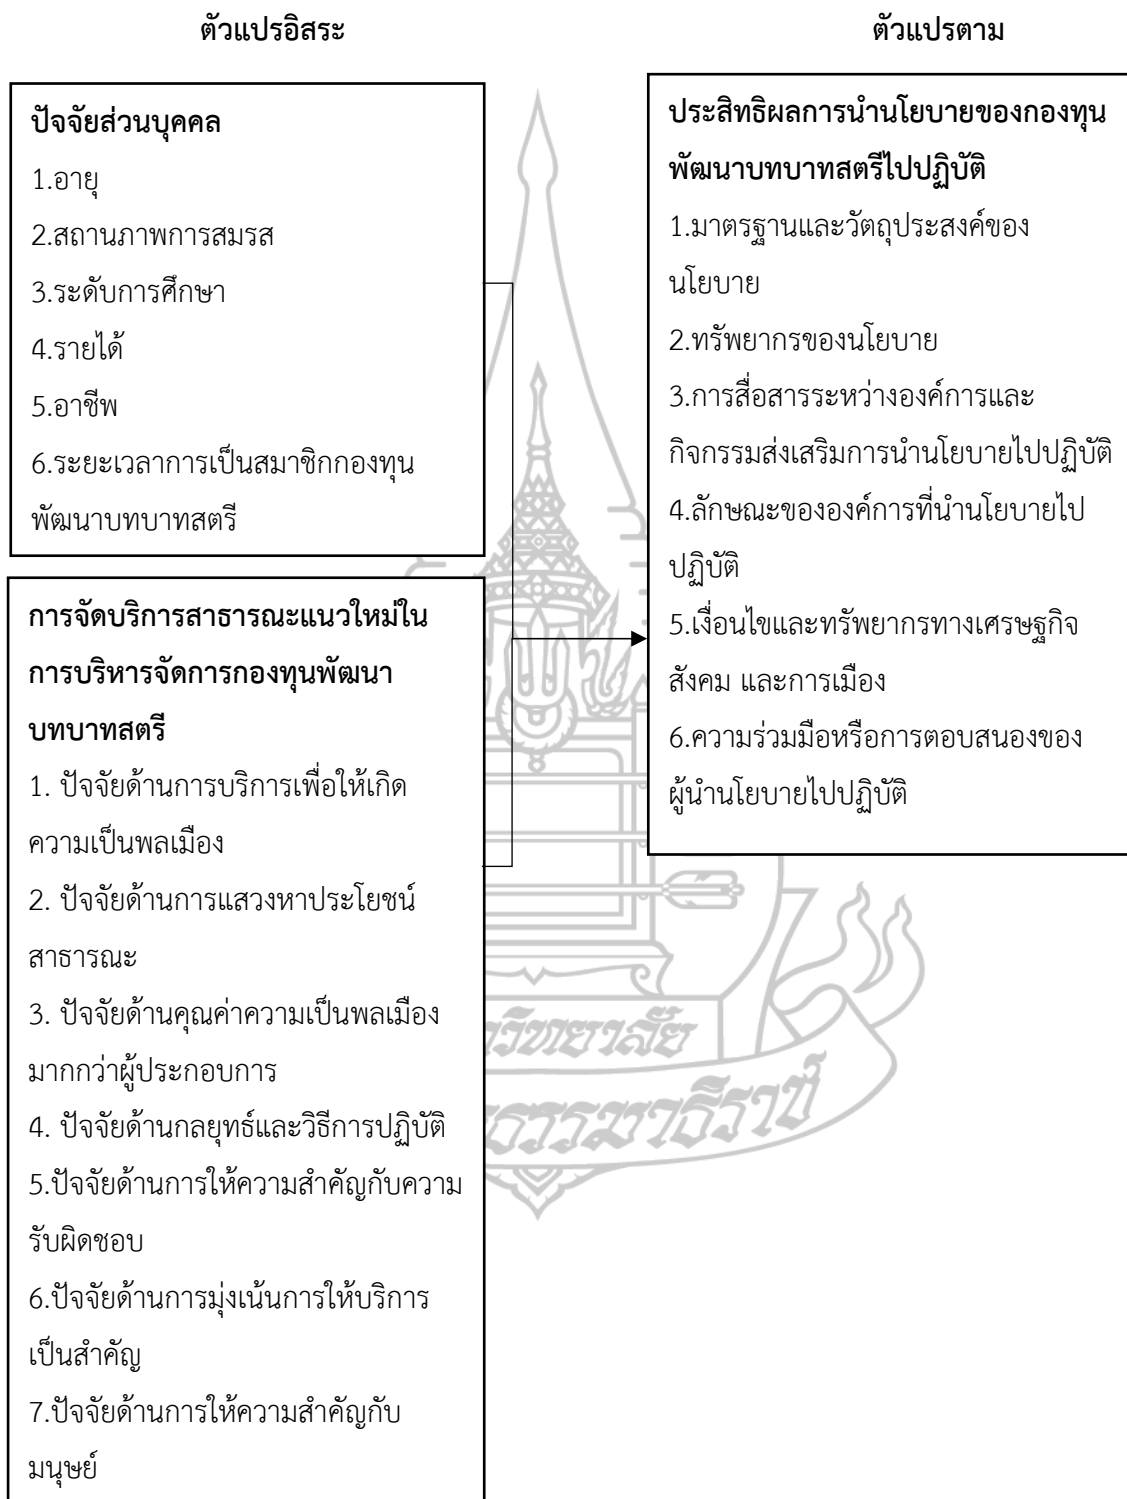 ตัวแปรอิสระ
ตัวแปรตาม
ปัจจัยส่วนบุคคล
1.อายุ
2.สถานภาพการสมรส
3.ระดับการศึกษา
4.รายได้
5.อาชีพ
6.ระยะเวลาการเป็นสมาชิกกองทุน
พัฒนาบทบาทสตรี
การจัดบริการสาธารณะแนวใหม่ใน
การบริหารจัดการกองทุนพัฒนา
บทบาทสตรี
1. ปัจจัยด้านการบริการเพื่อให้เกิด
ความเป็นพลเมือง
2. ปัจจัยด้านการแสวงหาประโยชน์
สาธารณะ
3. ปัจจัยด้านคุณค่าความเป็นพลเมือง
มากกว่าผู้ประกอบการ
4. ปัจจัยด้านกลยุทธ์และวิธีการปฏิบัติ
5.ปัจจัยด้านการให้ความสำคัญกับความ
รับผิดชอบ
6.ปัจจัยด้านการมุ่งเน้นการให้บริการ
เป็นสำคัญ
7.ปัจจัยด้านการให้ความสำคัญกับ
มนุษย์
ประสิทธิผลการนำนโยบายของกองทุน
พัฒนาบทบาทสตรีไปปฏิบัติ
1.มาตรฐานและวัตถุประสงค์ของ
นโยบาย
2.ทรัพยากรของนโยบาย
3.การสื่อสารระหว่างองค์การและ
กิจกรรมส่งเสริมการนำนโยบายไปปฏิบัติ
4.ลักษณะขององค์การที่นำนโยบายไป
ปฏิบัติ
5.เงื่อนไขและทรัพยากรทางเศรษฐกิจ
สังคม และการเมือง
6.ความร่วมมือหรือการตอบสนองของ
ผู้นำนโยบายไปปฏิบัติ